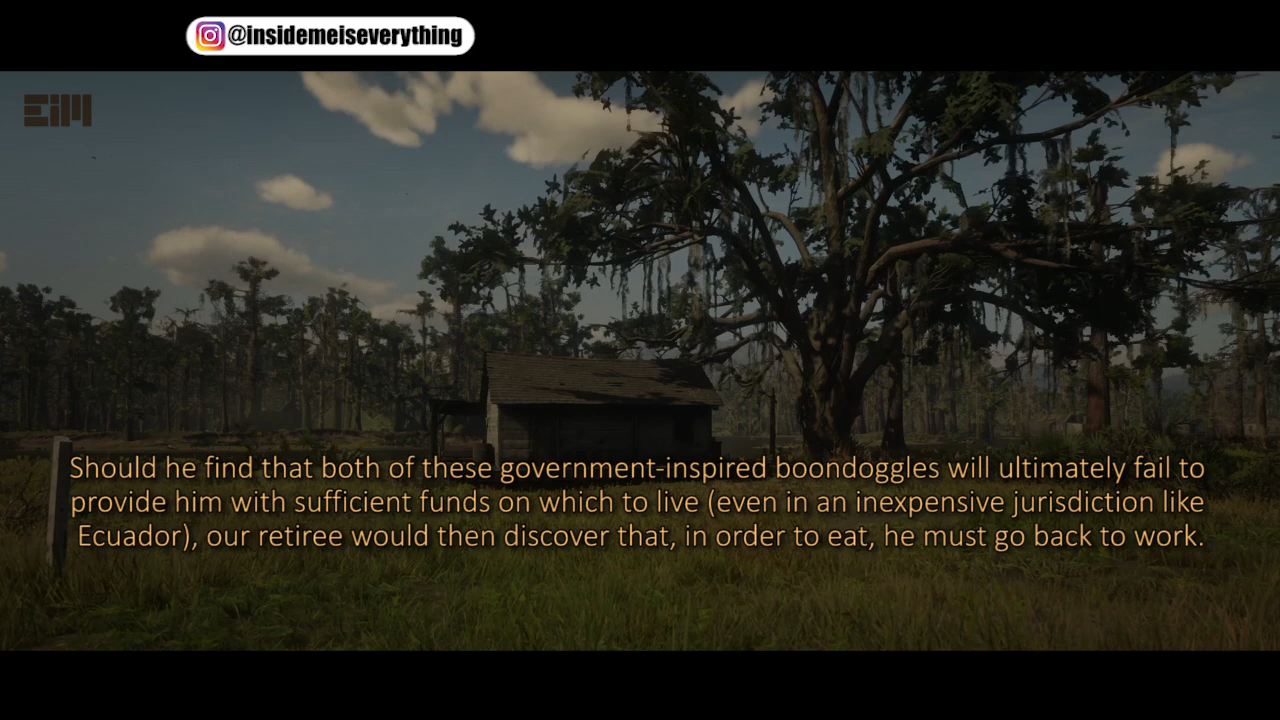 @insidemeiseverything
EiM
Should he find that both of these government-inspired boondoggles will ultimately fail to
provide him with sufficient funds on which to live (even in an inexpensive jurisdiction like
Ecuador), our retiree would then discover that, in order to eat, he must go back to work.